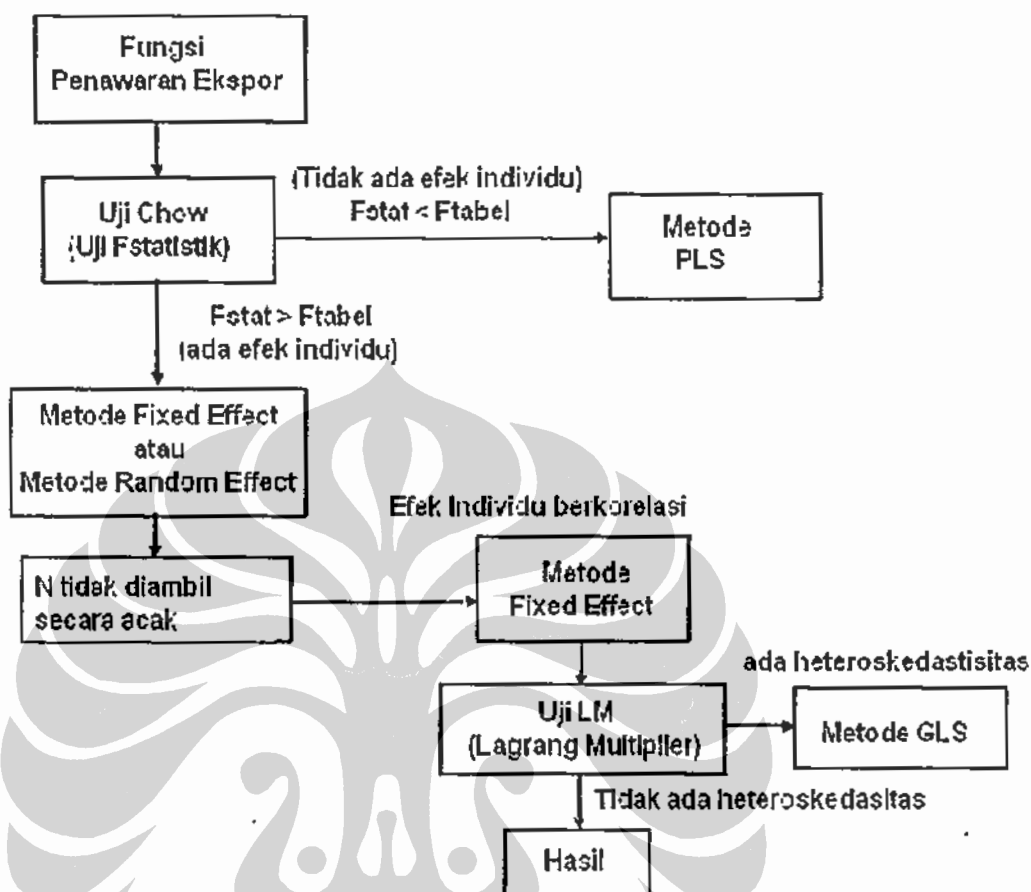 Fungsi
Penawaran Ekspor
(Tidak ada efek individu)
Fstat < Ftabel
Uji Chow
(Uji Fstatistik)
Metode
PLS
Fstat > Ftabel
(ada efek individu)
Metode Fixed Effect
atau
Metode Random Effect
Efek Individu berkorelasi
N tidak diambil
secara acak
Metode
Fixed Effect
ada heteroskedastisitas
Uji LM
(Lagrang Multiplier)
Metode GLS
Tidak ada heteroskedasitas
Hasil